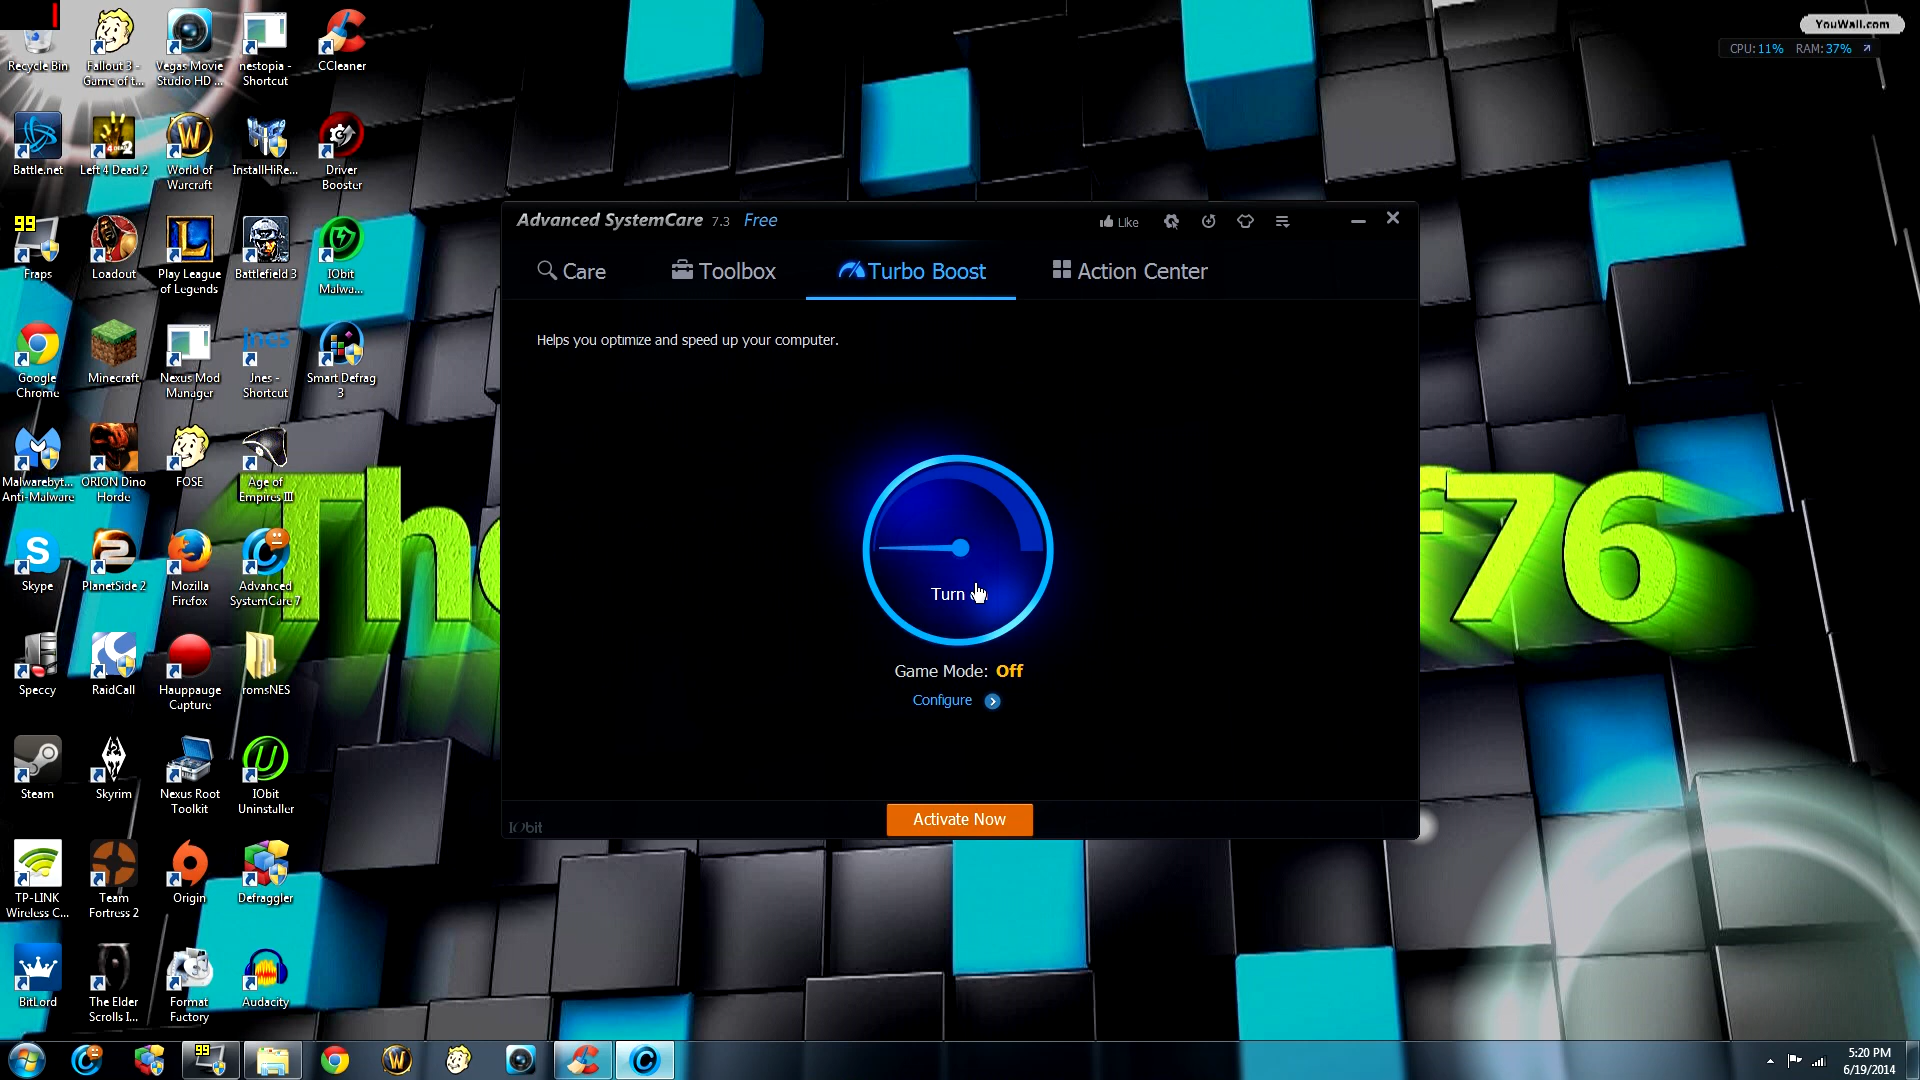 YouWall.com
CPU: 11% RAM: 37%
Recycle Bin
Fallout 3 -
Game of t...
Vegas Movie
Studio HD ...
nestopia -
Shortcut
CCleaner
Battle.net
Left 4 Dead 2
World of
Warcraft
InstallHiRe...
Driver
Booster
99
Fraps
Loadout
Play League
of Legends
Battlefield 3
IObit
Malwa...
Google
Chrome
Minecraft
Nexus Mod
Manager
jnes
Jnes -
Shortcut
Smart Defrag
3
Malwarebyt...
Anti-Malware
ORION Dino
Horde
FOSE
Age of
Empires III
Skype
PlanetSide 2
Mozilla
Firefox
Advanced
SystemCare 7
Speccy
RaidCall
Hauppauge
Capture
romsNES
Steam
Skyrim
Nexus Root
Toolkit
IObit
Uninstaller
TP-LINK
Wireless C...
Team
Fortress 2
Origin
Defraggler
BitLord
The Elder
Scrolls I...
Format
Factory
Audacity
Advanced SystemCare 7.3 Free
Like
Care
Toolbox
Turbo Boost
Action Center
Helps you optimize and speed up your computer.
Turn
Game Mode: Off
Configure
Activate Now
IObit
The
76
99
5:20 PM
6/19/2014